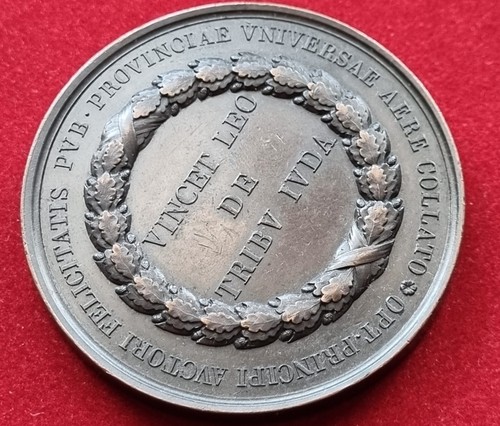 OPT·PRINCIPI AVCTORI FELICITATIS PVB·PROVINCIAE VNIVERSAE AERE COLLATO
VINCET LEO
DE
TRIBV IVDA